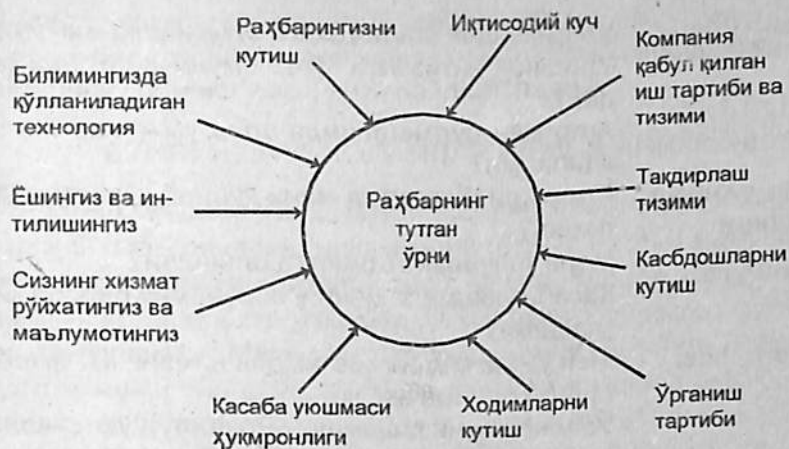 Раҳбарингизни
кутиш
Иқтисодий куч
Компания
қабул қилган
иш тартиби ва
тизими
Билимингизда
қўлланиладиган
технология
Тақдирлаш
тизими
Ёшингиз ва ин-
тилишингиз
Раҳбарнинг
тутган
ўрни
Касбдошларни
кутиш
Сизнинг хизмат
рўйхатингиз ва
маълумотингиз
Касаба уюшмаси
ҳукмронлиги
Ходимларни
кутиш
Ўрганиш
тартиби